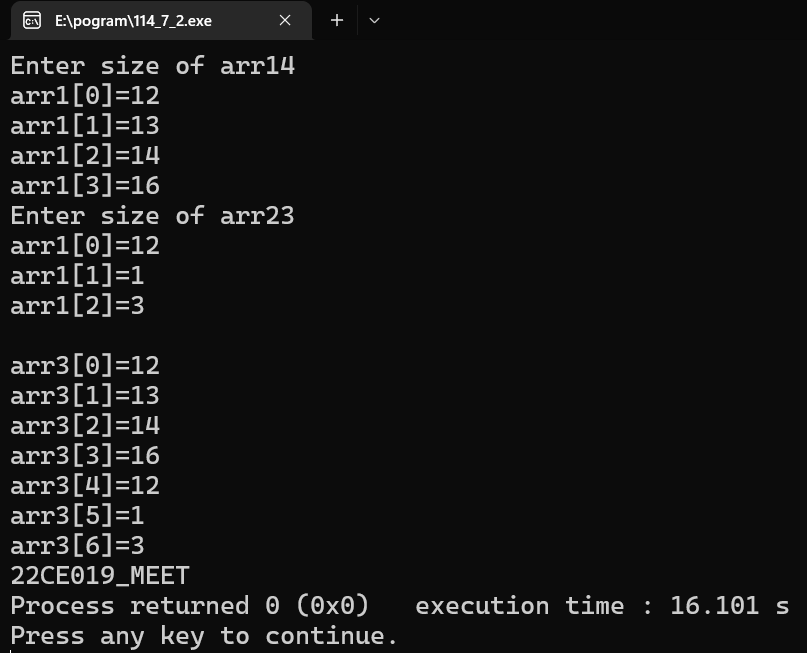 E:\pogram\114_7_2.exe
Enter size of arr14
arr1[0]=12
arr1[1]=13
arr1[2]=14
arr1[3]=16
Enter size of arr23
arr1[0]=12
arr1[1]=1
arr1[2]=3
arr3[0]=12
arr3[1]=13
arr3[2]=14
arr3[3]=16
arr3[4]=12
arr3[5]=1
arr3[6]=3
22CE019_MEET
Process returned 0 (0x0)   execution time : 16.101 s
Press any key to continue.